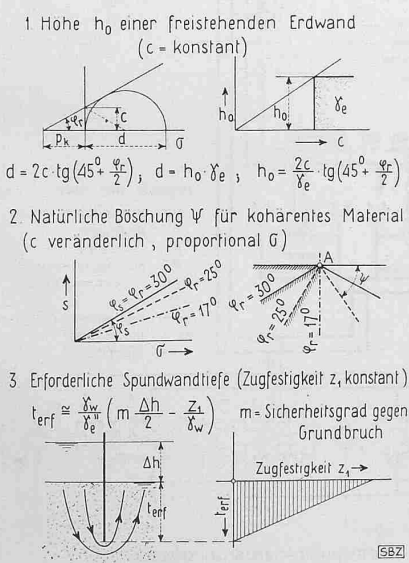 1. Höhe h₀ einer freistehenden Erdwand
(c = konstant)
φr
c
pk
d
σ
h₀
h₀
γe
c
d = 2c·tg(45°+ φr/2) ; d = h₀·γe ; h₀ = 2c/γe ·tg(45°+ φr/2)
2. Natürliche Böschung Ψ für kohärentes Material
(c veränderlich, proportional σ)
s
φs = φr = 30°
φr = 25°
φr = 17°
φs
σ
A
Ψ
φr = 30°
φr = 25°
φr = 17°
3. Erforderliche Spundwandtiefe (Zugfestigkeit z₁ konstant)
terf ≅ γw/γe" (m Δh/2 - z₁/γw)
m = Sicherheitsgrad gegen
Grundbruch
Δh
terf
Zugfestigkeit z₁
terf
SBZ